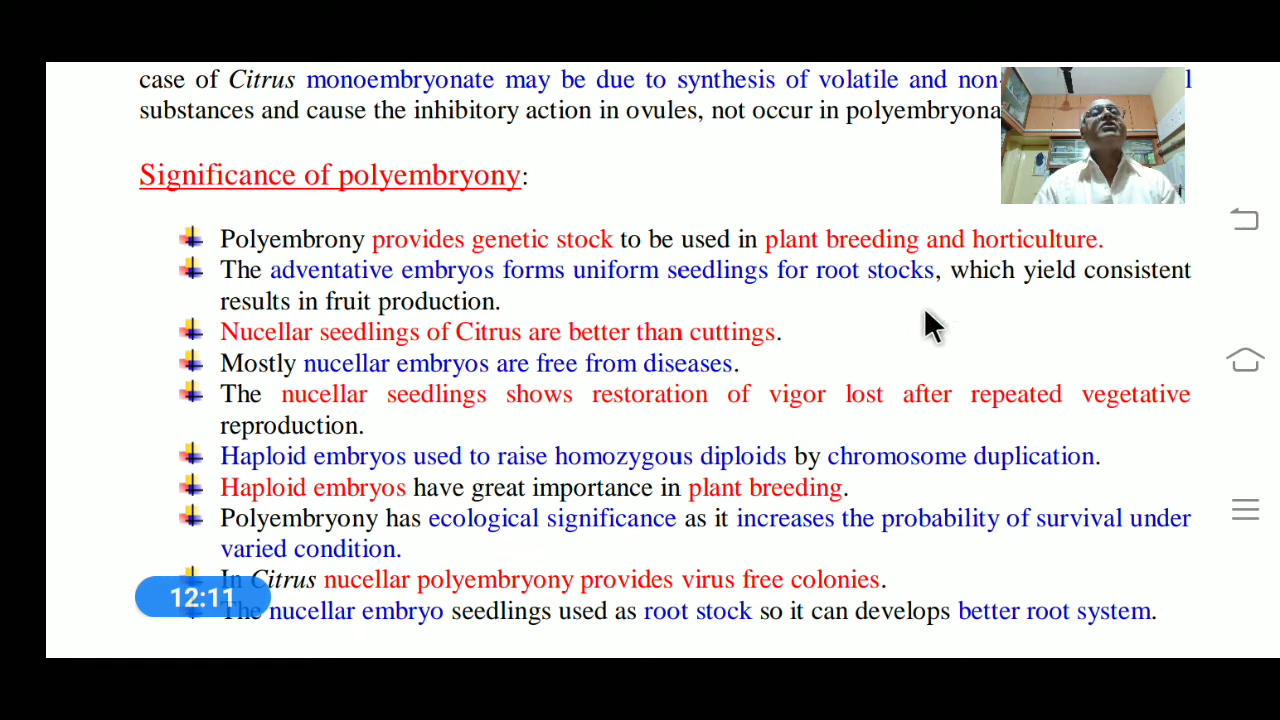 case of Citrus monoembryonate may be due to synthesis of volatile and non-
substances and cause the inhibitory action in ovules, not occur in polyembryona
Significance of polyembryony:
Polyembrony provides genetic stock to be used in plant breeding and horticulture.
The adventative embryos forms uniform seedlings for root stocks, which yield consistent
results in fruit production.
Nucellar seedlings of Citrus are better than cuttings.
Mostly nucellar embryos are free from diseases.
The nucellar seedlings shows restoration of vigor lost after repeated vegetative
reproduction.
Haploid embryos used to raise homozygous diploids by chromosome duplication.
Haploid embryos have great importance in plant breeding.
Polyembryony has ecological significance as it increases the probability of survival under
varied condition.
In Citrus nucellar polyembryony provides virus free colonies.
12:11
The nucellar embryo seedlings used as root stock so it can develops better root system.